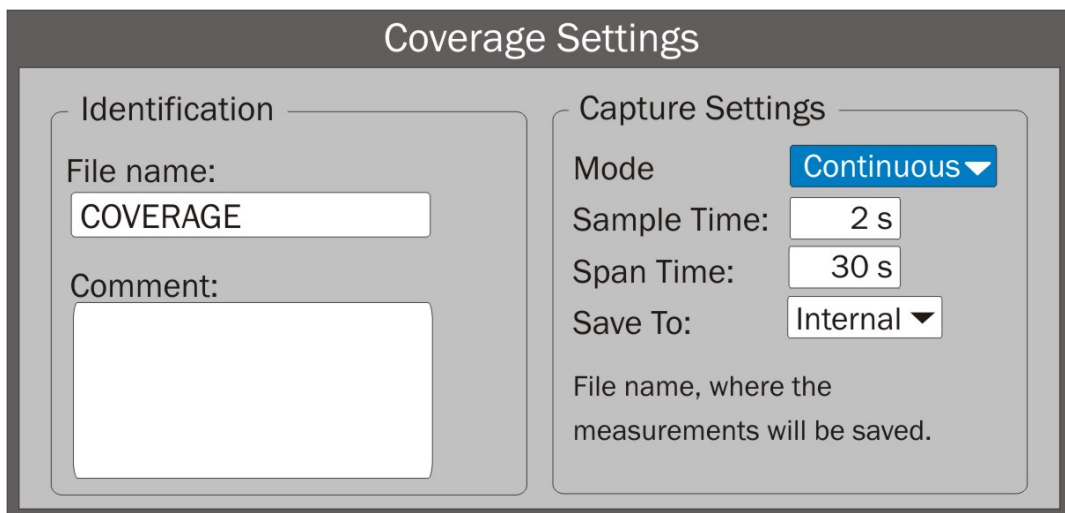 Coverage Settings
Identification
File name:
COVERAGE
Comment:
Capture Settings
Mode Continuous
Sample Time: 2 s
Span Time: 30 s
Save To: Internal
File name, where the
measurements will be saved.